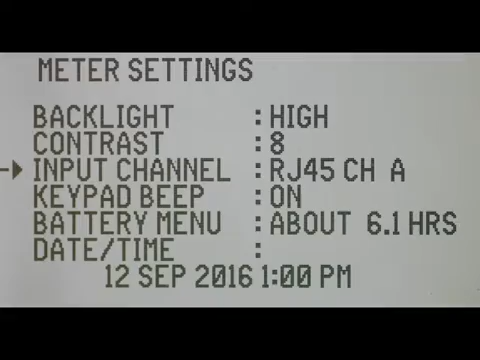 METER SETTINGS
BACKLIGHT : HIGH
CONTRAST : 8
INPUT CHANNEL : RJ45 CH A
KEYPAD BEEP : ON
BATTERY MENU : ABOUT 6.1 HRS
DATE/TIME :
12 SEP 2016 1:00 PM